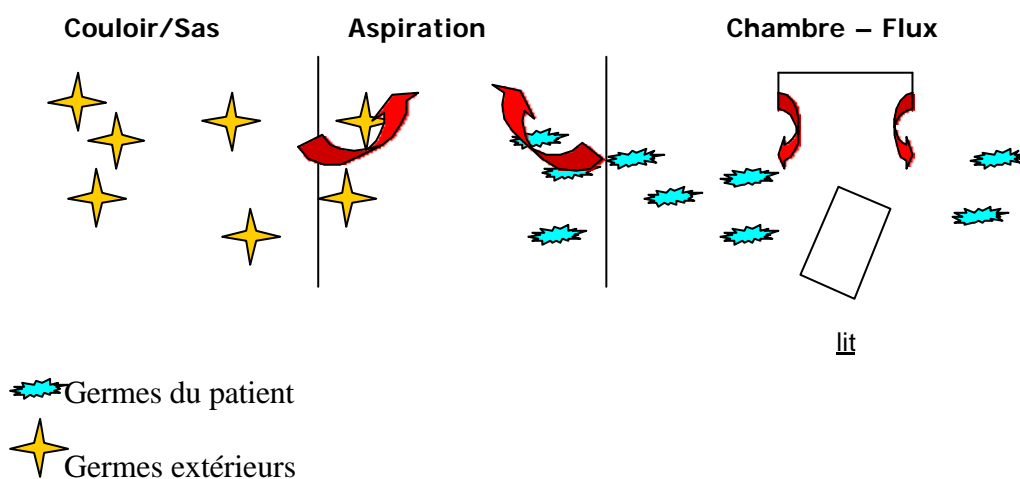 Couloir/Sas Aspiration Chambre – Flux
lit
Germes du patient
Germes extérieurs